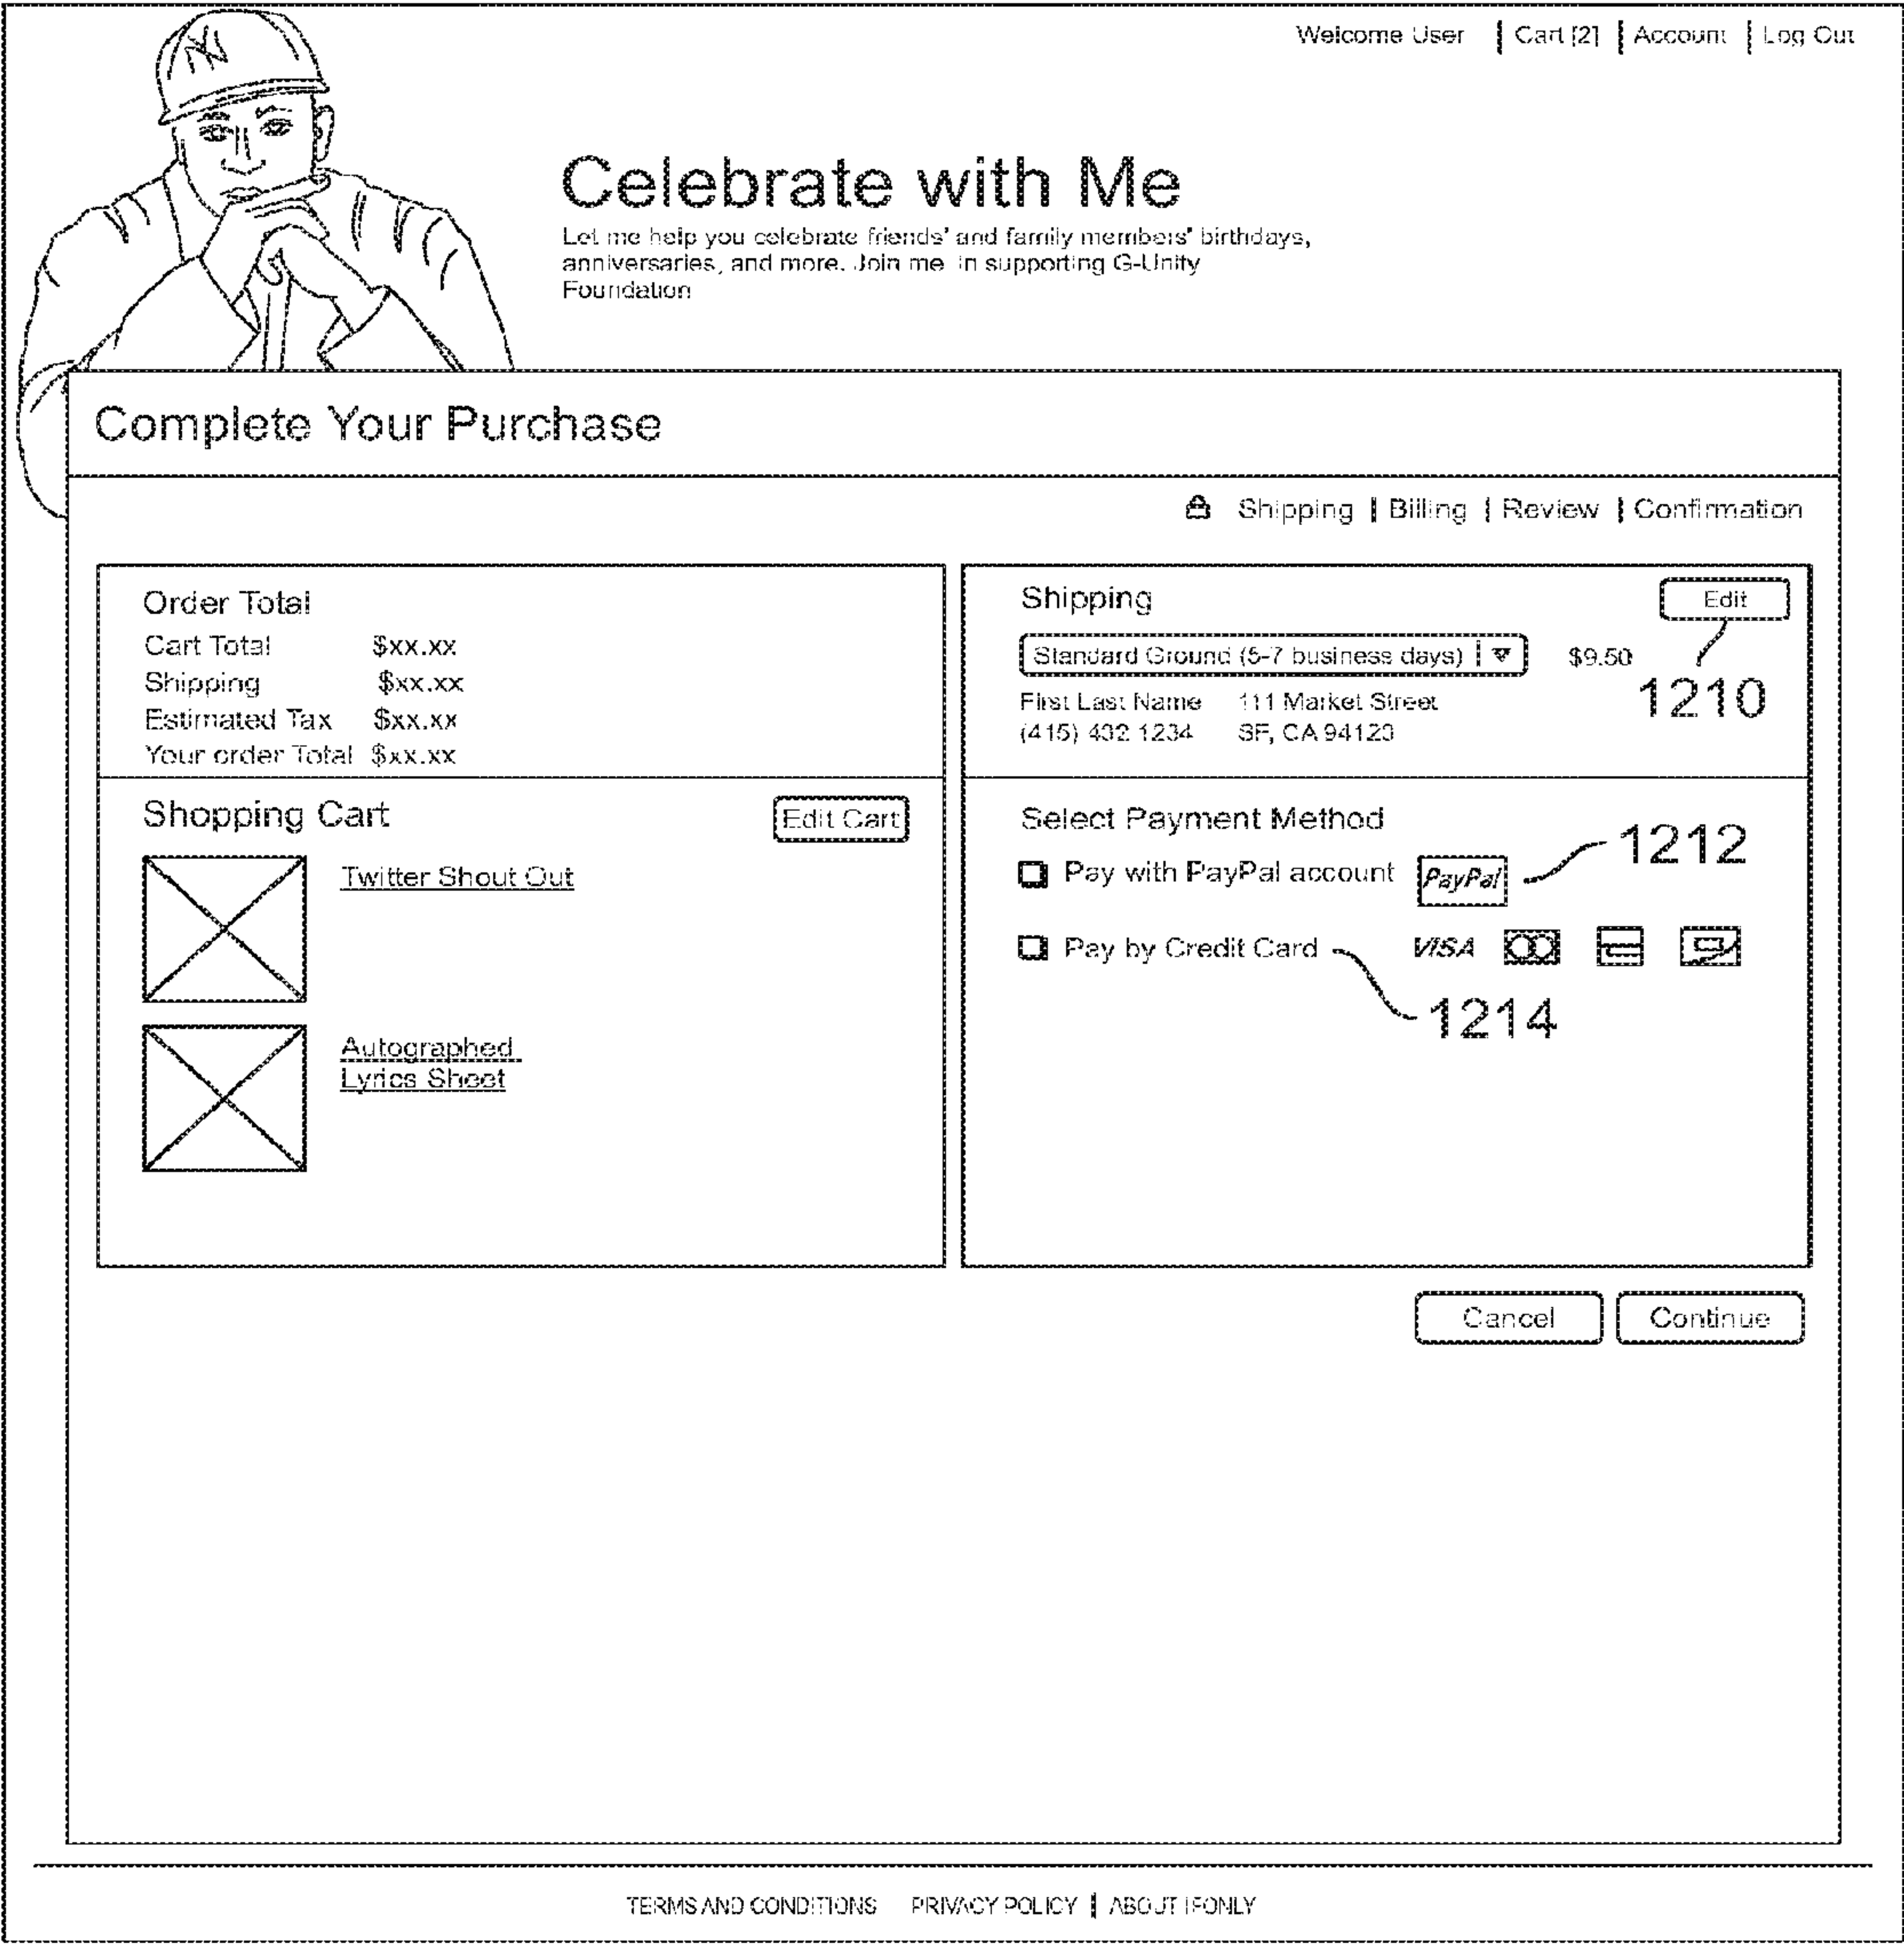 NY
Welcome User | Cart [2] | Account | Log Out
Celebrate with Me
Let me help you celebrate friends' and family members' birthdays,
anniversaries, and more. Join me in supporting G-Unity
Foundation
Complete Your Purchase
Shipping | Billing | Review | Confirmation
Order Total
Cart Total $xx.xx
Shipping $xx.xx
Estimated Tax $xx.xx
Your order Total $xx.xx
Shopping Cart
Edit Cart
Twitter Shout Out
Autographed
Lyrics Sheet
Shipping
Edit
Standard Ground (5-7 business days) $9.50
1210
First Last Name 111 Market Street
(415) 432 1234 SF, CA 94123
Select Payment Method
1212
Pay with PayPal account PayPal
Pay by Credit Card VISA
1214
Cancel Continue
TERMS AND CONDITIONS PRIVACY POLICY | ABOUT IFONLY